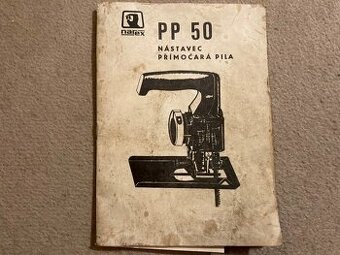 narex
PP 50
NÁSTAVEC
PŘÍMOČARÁ PILA